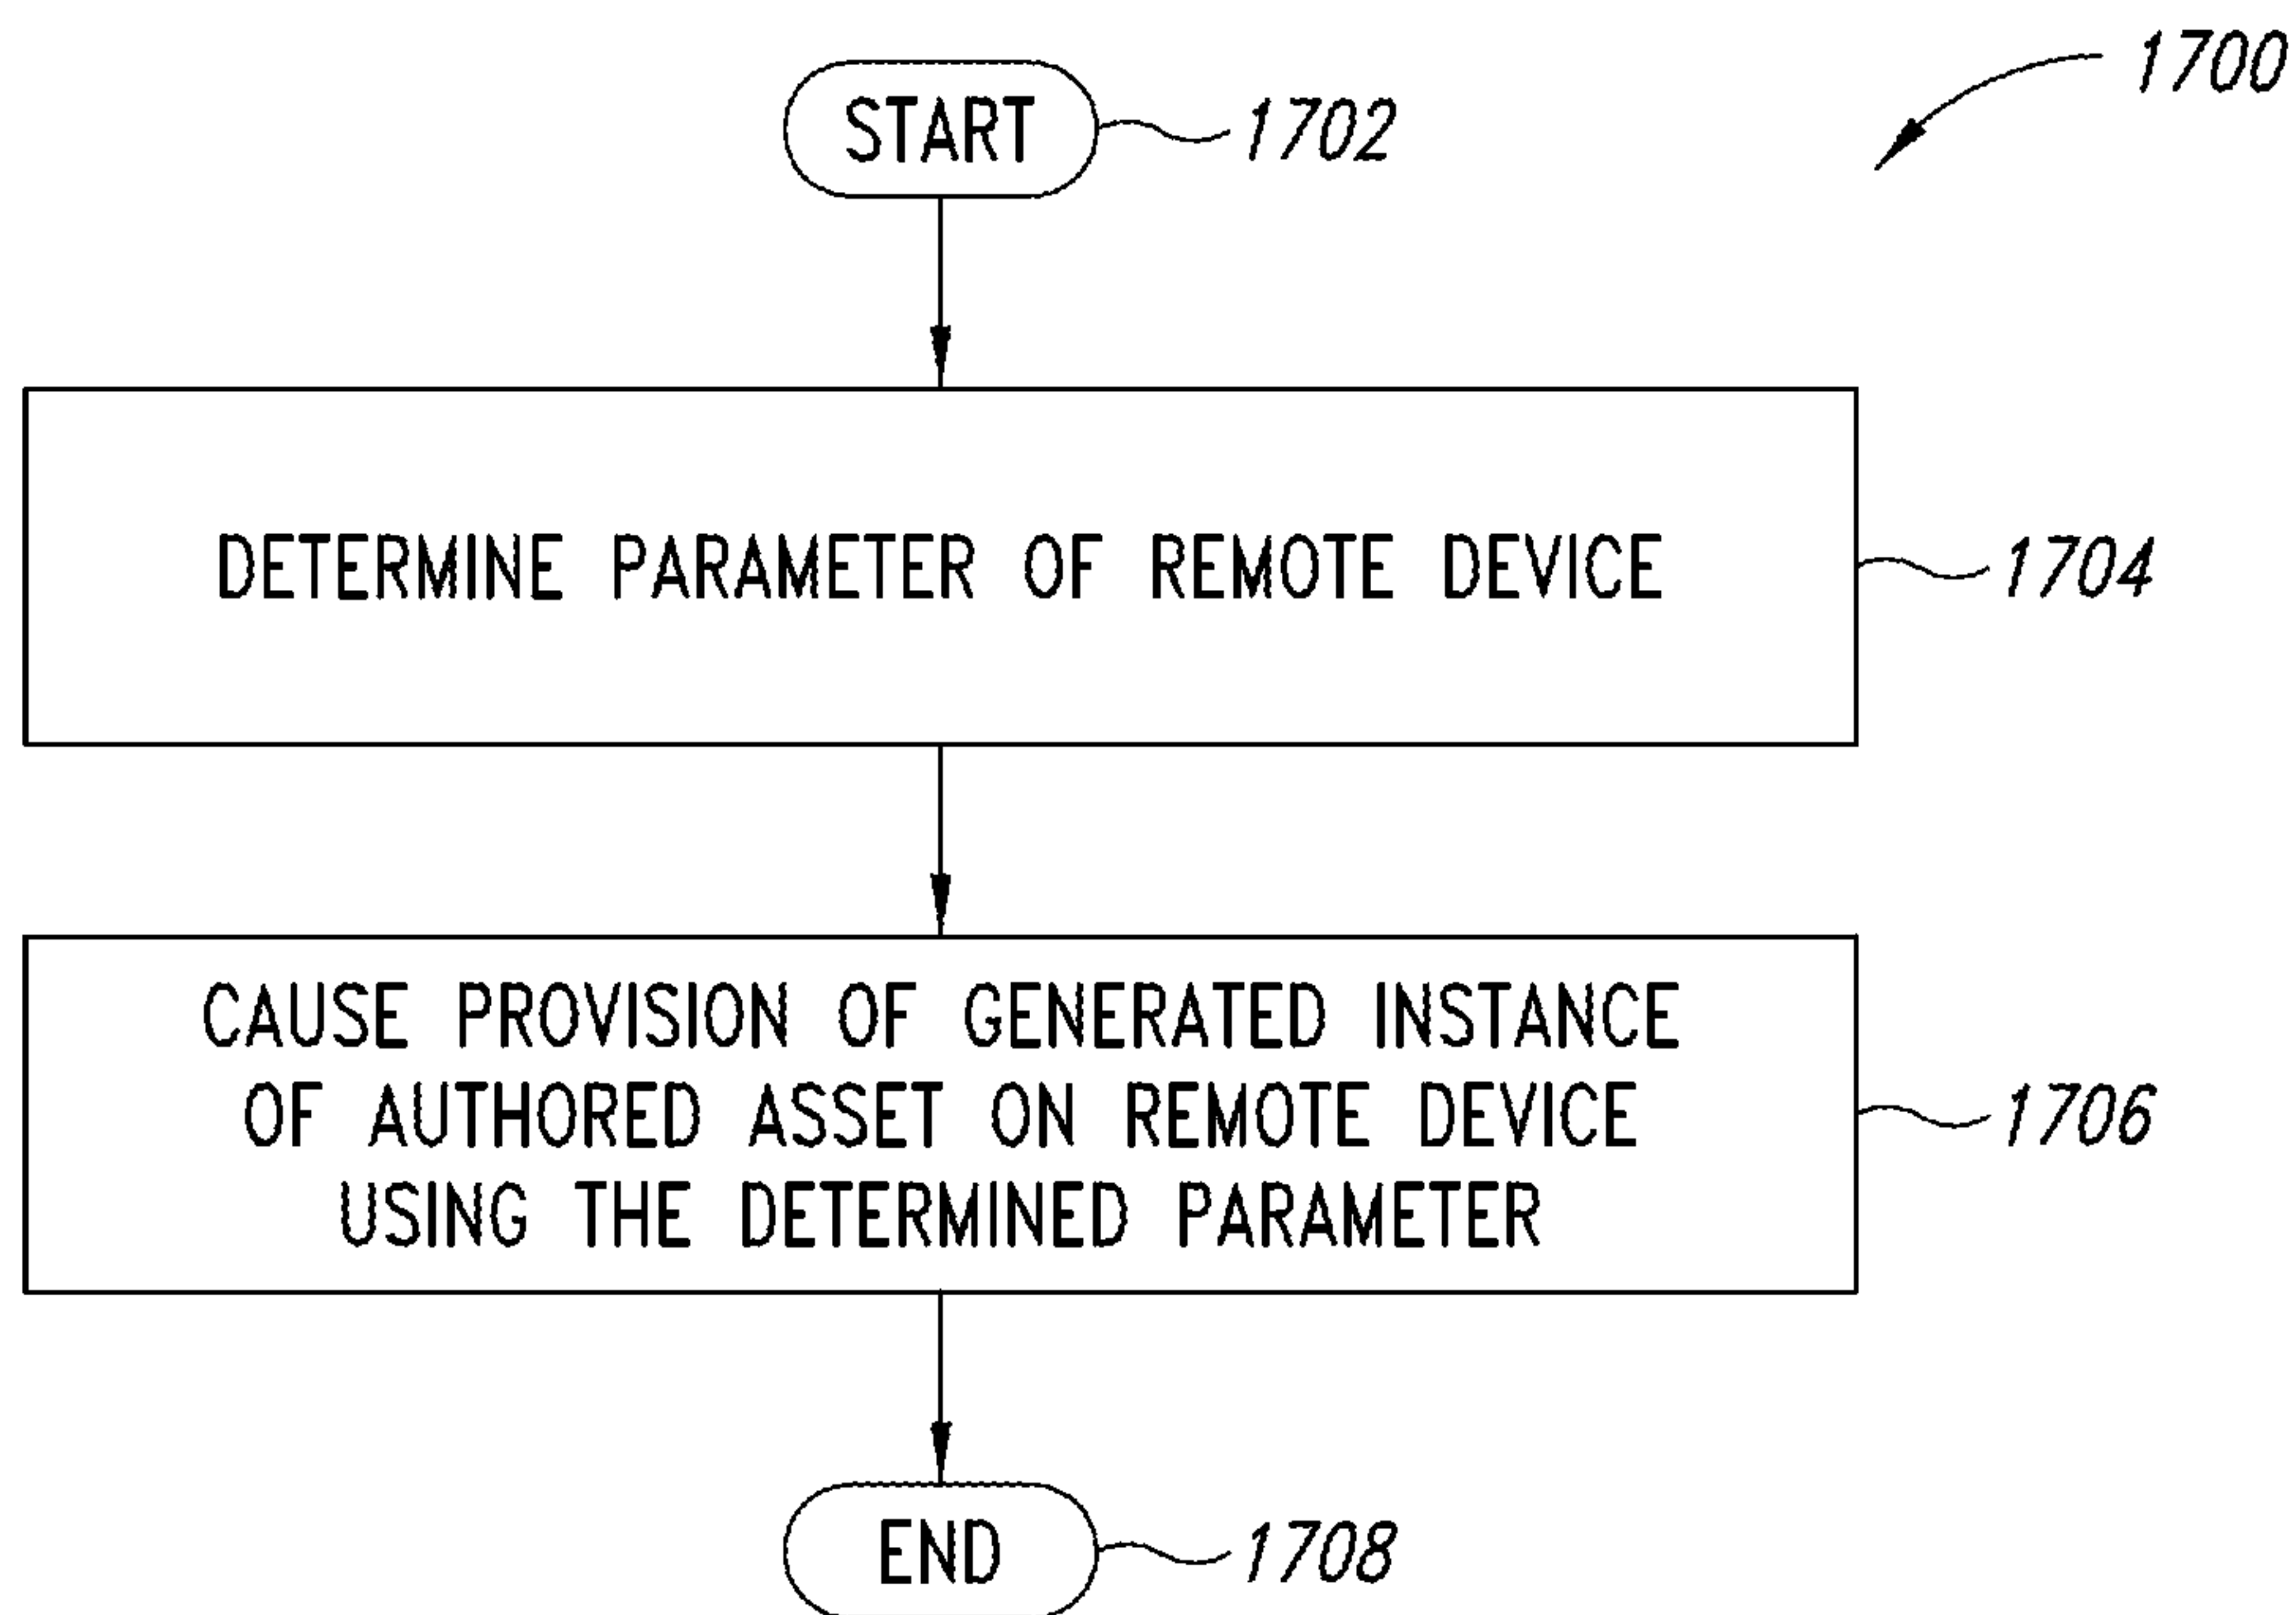 1700
START 1702
DETERMINE PARAMETER OF REMOTE DEVICE 1704
CAUSE PROVISION OF GENERATED INSTANCE
OF AUTHORED ASSET ON REMOTE DEVICE 1706
USING THE DETERMINED PARAMETER
END 1708